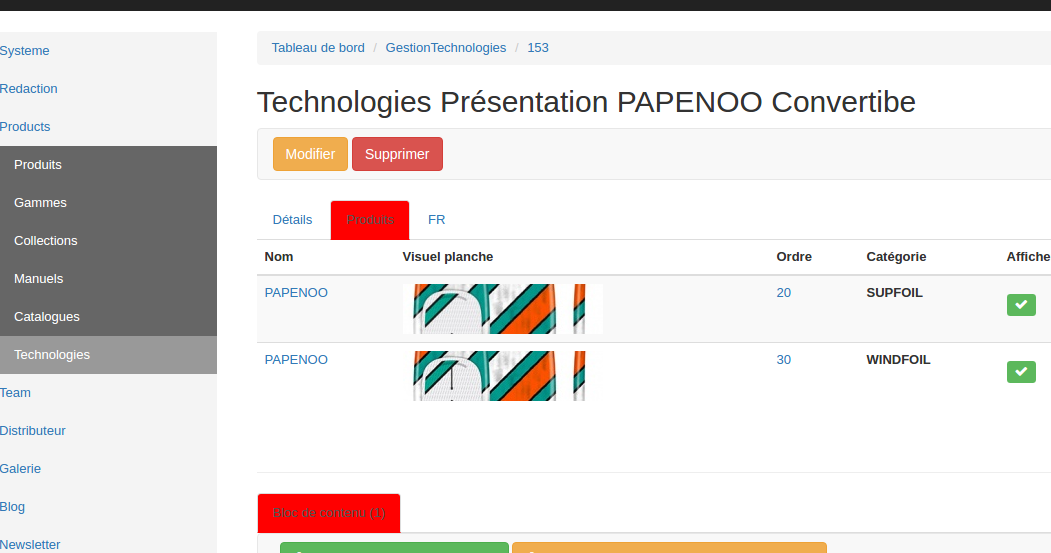 Systeme
Redaction
Products
Produits
Gammes
Collections
Manuels
Catalogues
Technologies
Team
Distributeur
Galerie
Blog
Newsletter
Tableau de bord / GestionTechnologies / 153
Technologies Présentation PAPENOO Convertibe
Modifier Supprimer
Détails Produits FR
Nom Visuel planche Ordre Catégorie Affiche
PAPENOO 20 SUPFOIL
PAPENOO 30 WINDFOIL
Bloc de contenu (1)